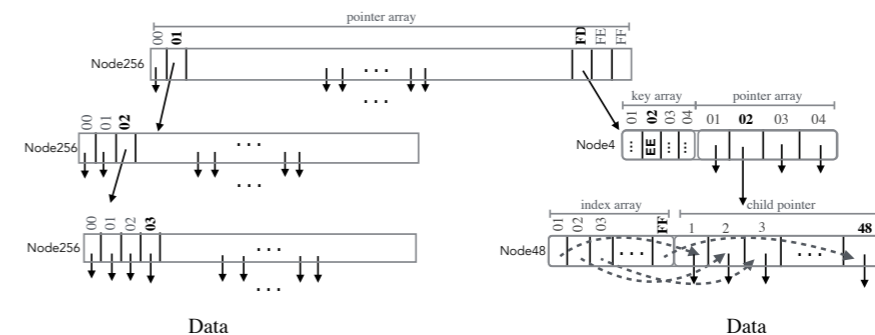 pointer array
00 01 FD FE FF
Node256 ...
...
key array pointer array
01 02 03 04 01 02 03 04
00 01 02
Node256 ...
...
Node4 ... EE ... ...
index array child pointer
01 02 03 FF 1 2 3 48
00 01 02 03
Node256 ...
...
Node48 ... ...
Data Data